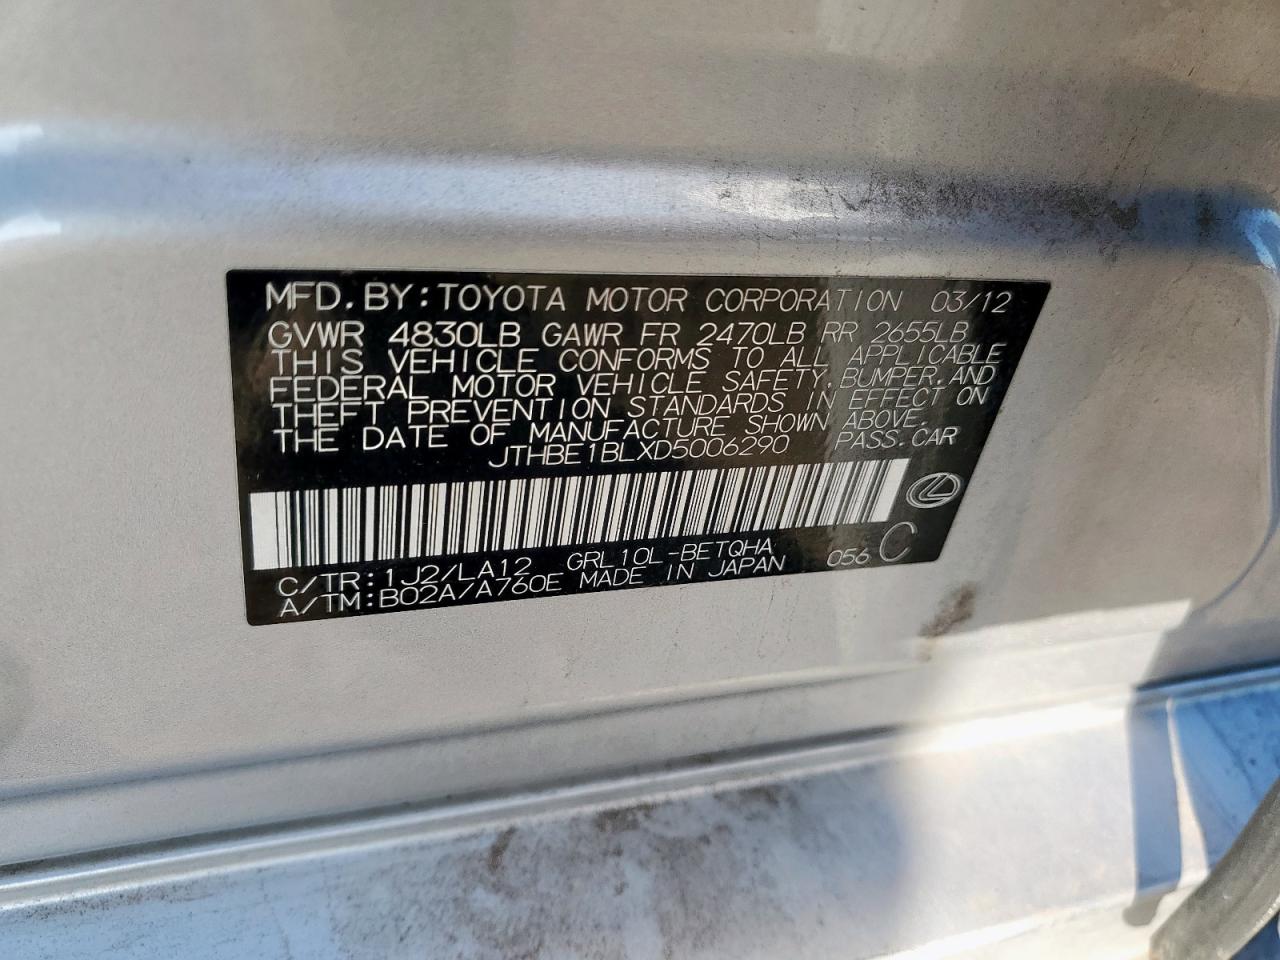 MFD. BY: TOYOTA MOTOR CORPORATION 03/12
GVWR 4830LB GAWR FR 2470LB RR 2655LB
THIS VEHICLE CONFORMS TO ALL APPLICABLE
FEDERAL MOTOR VEHICLE SAFETY, BUMPER, AND
THEFT PREVENTION STANDARDS IN EFFECT ON
THE DATE OF MANUFACTURE SHOWN ABOVE.
JTHBE1BLXD5006290 PASS. CAR
C/TR: 1J2/LA12 GRL10L-BETQHA 056 C
A/TM: B02A/A760E MADE IN JAPAN